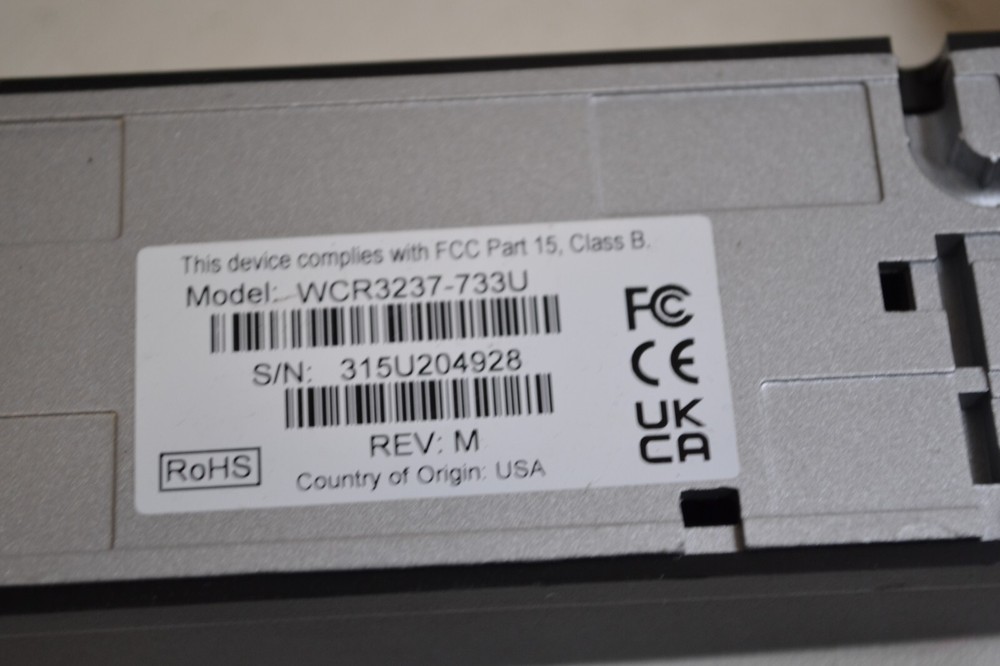 This device complies with FCC Part 15, Class B.
Model: WCR3237-733U
S/N: 315U204928
REV: M
Country of Origin: USA
RoHS
FC
CE
UK
CA